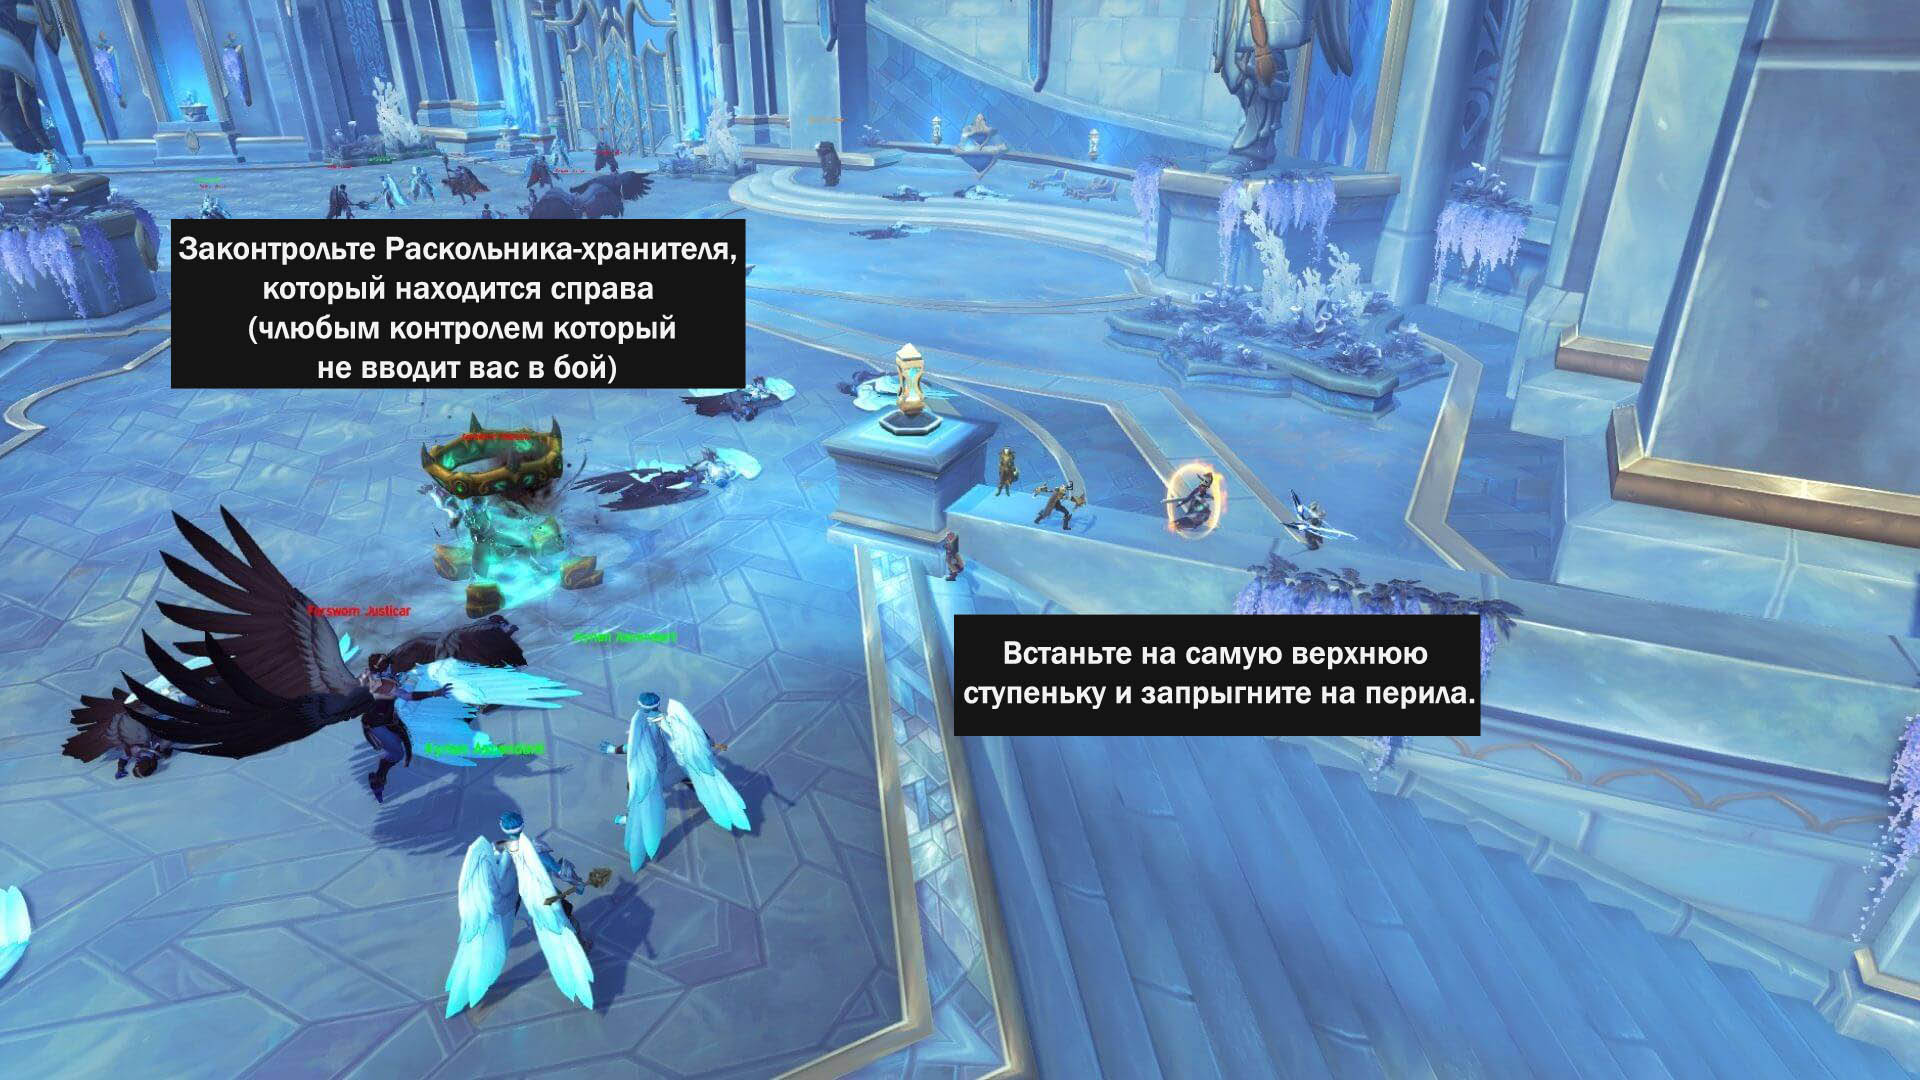 Законтрольте Раскольника-хранителя,
который находится справа
(члюбым контролем который
не вводит вас в бой)
Forsworn Justicar
Kyrian Ascendant
Kyrian Ascendant
Встаньте на самую верхнюю
ступеньку и запрыгните на перила.